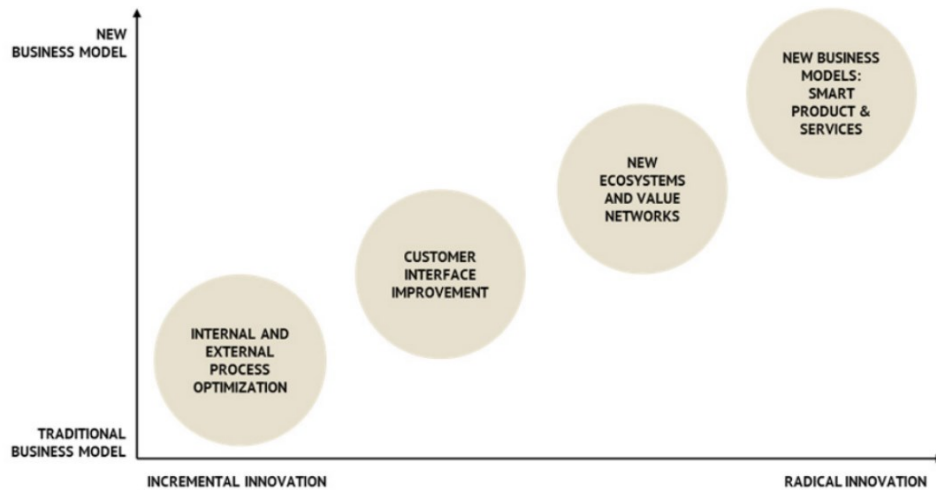 NEW
BUSINESS MODEL
NEW BUSINESS
MODELS:
SMART
PRODUCT &
SERVICES
NEW
ECOSYSTEMS
AND VALUE
NETWORKS
CUSTOMER
INTERFACE
IMPROVEMENT
INTERNAL AND
EXTERNAL
PROCESS
OPTIMIZATION
TRADITIONAL
BUSINESS MODEL
INCREMENTAL INNOVATION
RADICAL INNOVATION